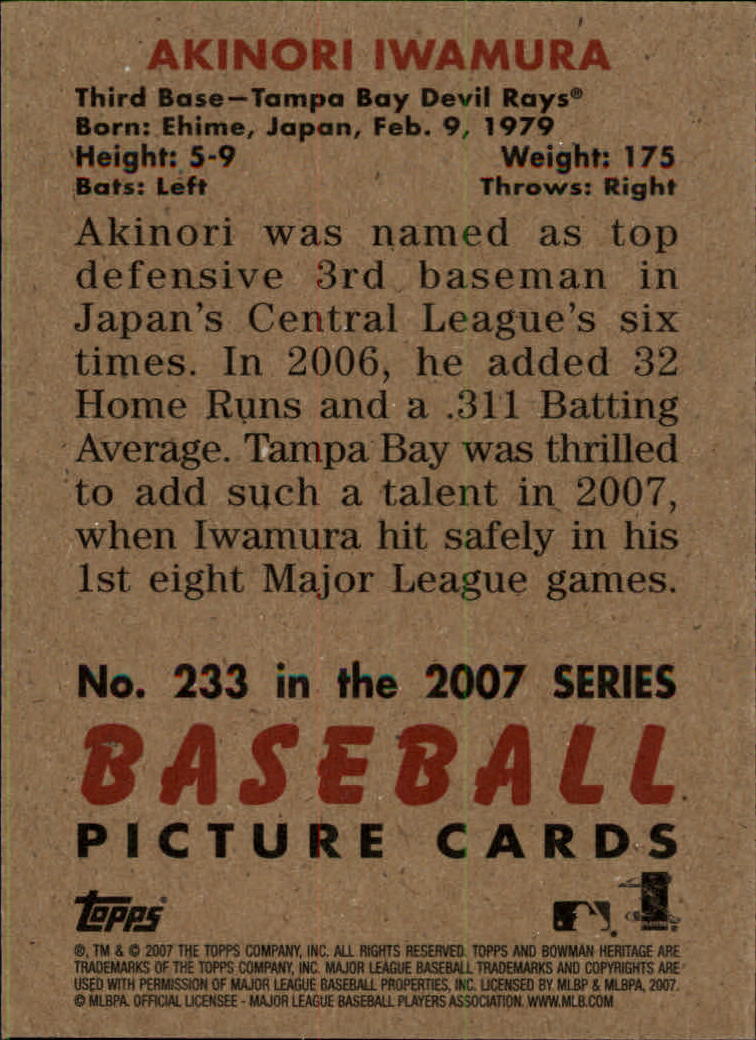 AKINORI IWAMURA
Third Base—Tampa Bay Devil Rays®
Born: Ehime, Japan, Feb. 9, 1979
Height: 5-9 Weight: 175
Bats: Left Throws: Right
Akinori was named as top
defensive 3rd baseman in
Japan's Central League's six
times. In 2006, he added 32
Home Runs and a .311 Batting
Average. Tampa Bay was thrilled
to add such a talent in 2007,
when Iwamura hit safely in his
1st eight Major League games.
No. 233 in the 2007 SERIES
BASEBALL
PICTURE CARDS
topps
®, TM & © 2007 THE TOPPS COMPANY, INC. ALL RIGHTS RESERVED. TOPPS AND BOWMAN HERITAGE ARE
TRADEMARKS OF THE TOPPS COMPANY, INC. MAJOR LEAGUE BASEBALL TRADEMARKS AND COPYRIGHTS ARE
USED WITH PERMISSION OF MAJOR LEAGUE BASEBALL PROPERTIES, INC. LICENSED BY MLBP & MLBPA, 2007.
© MLBPA. OFFICIAL LICENSEE - MAJOR LEAGUE BASEBALL PLAYERS ASSOCIATION. WWW.MLB.COM